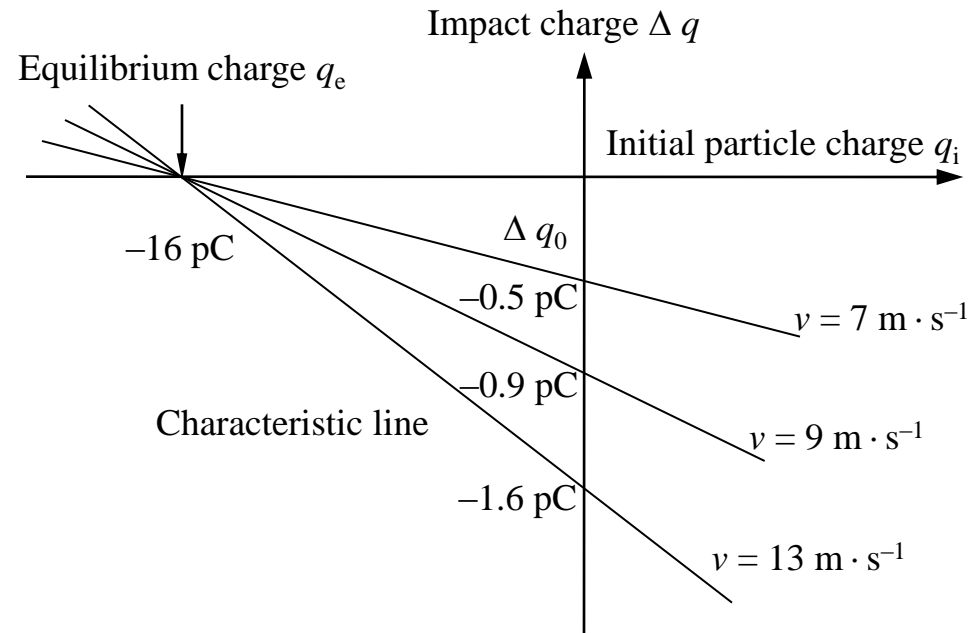 Impact charge Δ q
Equilibrium charge qₑ
Initial particle charge qᵢ
Δ q₀
–16 pC
–0.5 pC
v = 7 m · s⁻¹
–0.9 pC
Characteristic line
v = 9 m · s⁻¹
–1.6 pC
v = 13 m · s⁻¹